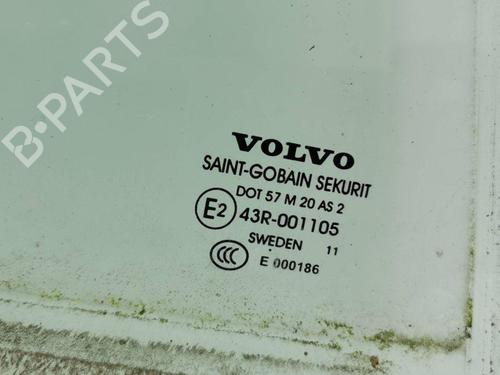 B-PARTS
VOLVO
SAINT-GOBAIN SEKURIT
DOT 57 M 20 AS 2
E2 43R-001105
SWEDEN 11
CCC E 000186